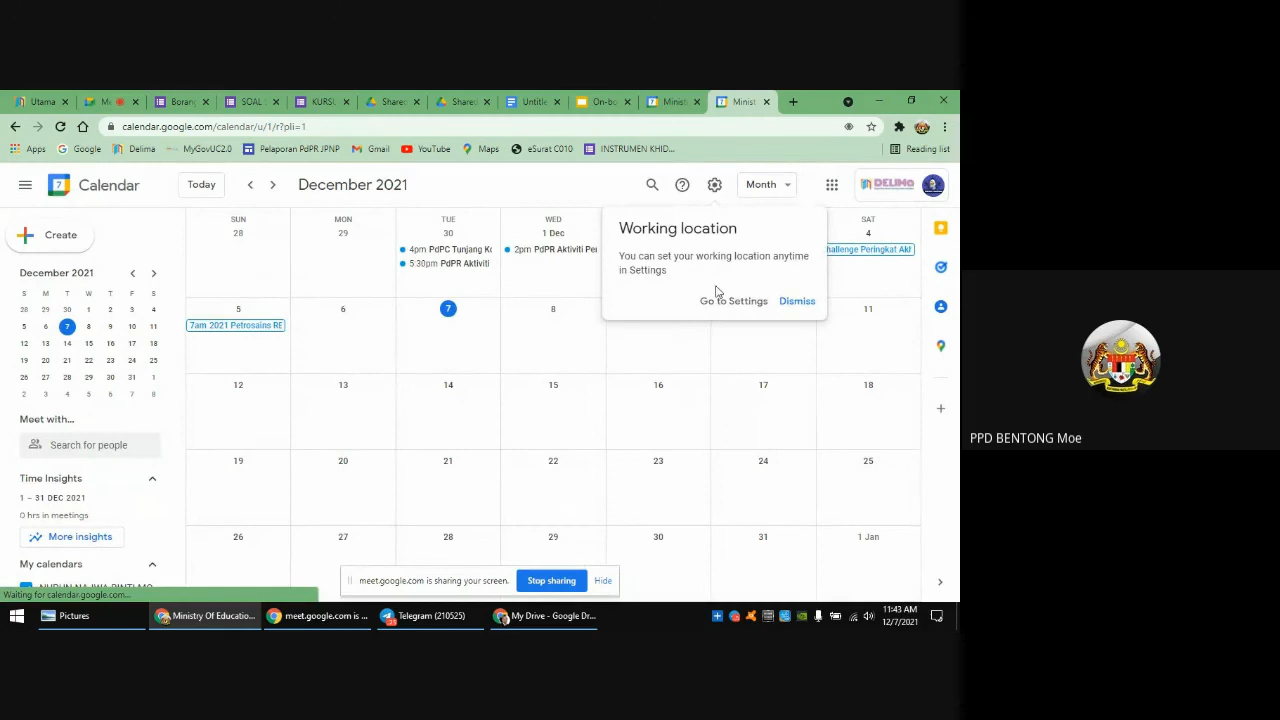 Utama
Me
Borang
SOAL
KURS
Share
Share
Untitle
On-bo
Minist
Minist
calendar.google.com/calendar/u/1/r?pli=1
Apps Google Delima MyGovUC2.0 Pelaporan PdPR JPNP Gmail YouTube Maps eSurat C010 INSTRUMEN KHID... Reading list
7 Calendar Today December 2021 Month DELIMa
Create
SUN MON TUE WED SAT
28 29 30 1 Dec 4
4pm PdPC Tunjang Ko
5:30pm PdPR Aktiviti
2pm PdPR Aktiviti Per
hallenge Peringkat Akh
Working location
You can set your working location anytime
in Settings
Go to Settings Dismiss
December 2021
S M T W T F S
28 29 30 1 2 3 4
5 6 7 8 9 10 11
12 13 14 15 16 17 18
19 20 21 22 23 24 25
26 27 28 29 30 31 1
2 3 4 5 6 7 8
5 6 7 8 11
7am 2021 Petrosains RE
12 13 14 15 16 17 18
19 20 21 22 23 24 25
26 27 28 29 30 31 1 Jan
Meet with...
Search for people
Time Insights
1 – 31 DEC 2021
0 hrs in meetings
More insights
My calendars
meet.google.com is sharing your screen. Stop sharing Hide
Waiting for calendar.google.com...
Pictures Ministry Of Educatio... meet.google.com is ... Telegram (210525) My Drive - Google Dr...
11:43 AM
12/7/2021
PPD BENTONG Moe